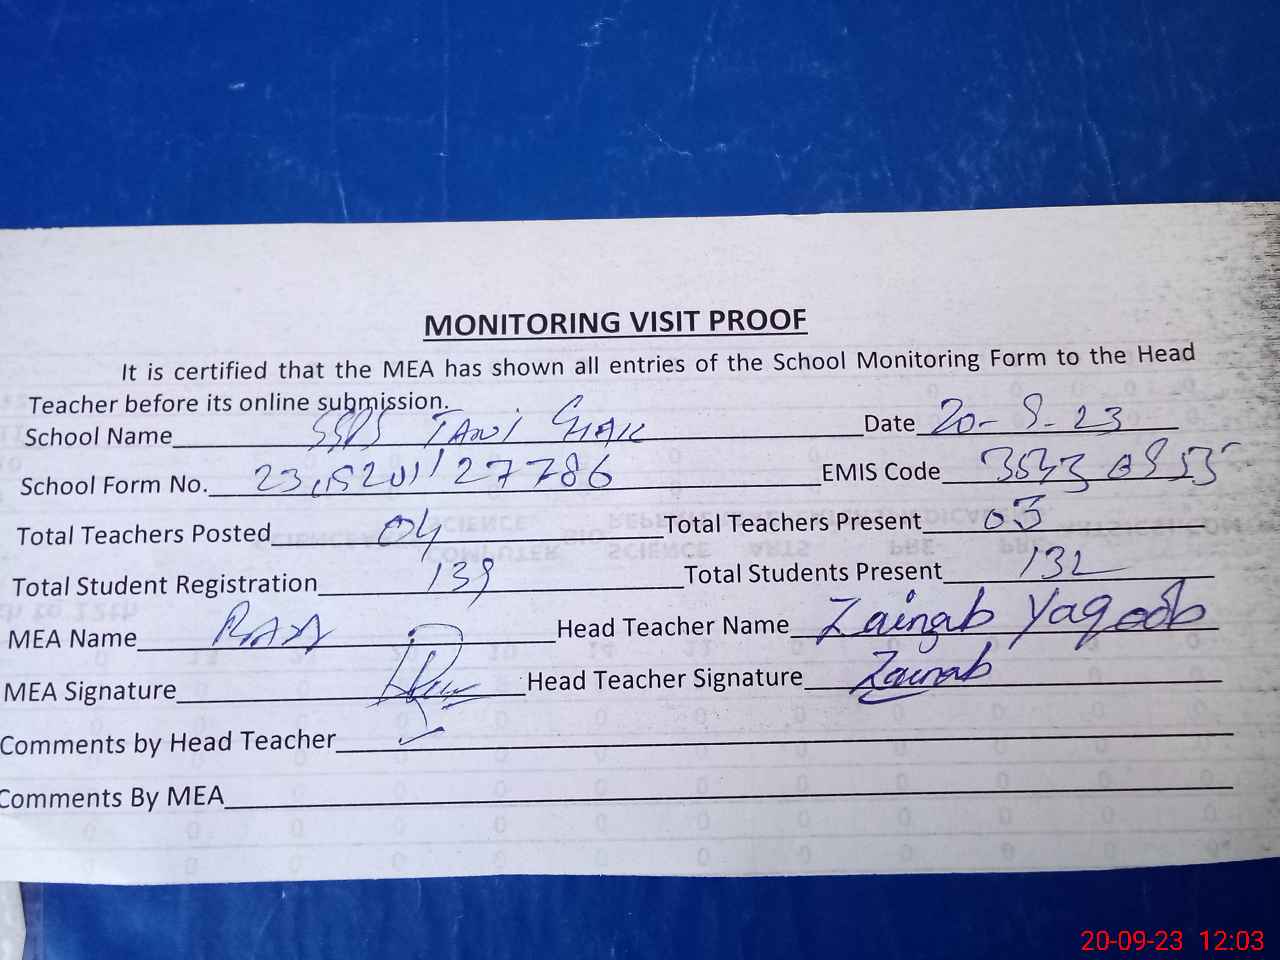 MONITORING VISIT PROOF
It is certified that the MEA has shown all entries of the School Monitoring Form to the Head
Teacher before its online submission.
School Name Date 20-9-23
School Form No. EMIS Code
Total Teachers Posted 04 Total Teachers Present 03
Total Student Registration 139 Total Students Present 132
MEA Name Head Teacher Name Zainab Yaqoob
MEA Signature Head Teacher Signature Zainab
Comments by Head Teacher
Comments By MEA
20-09-23 12:03